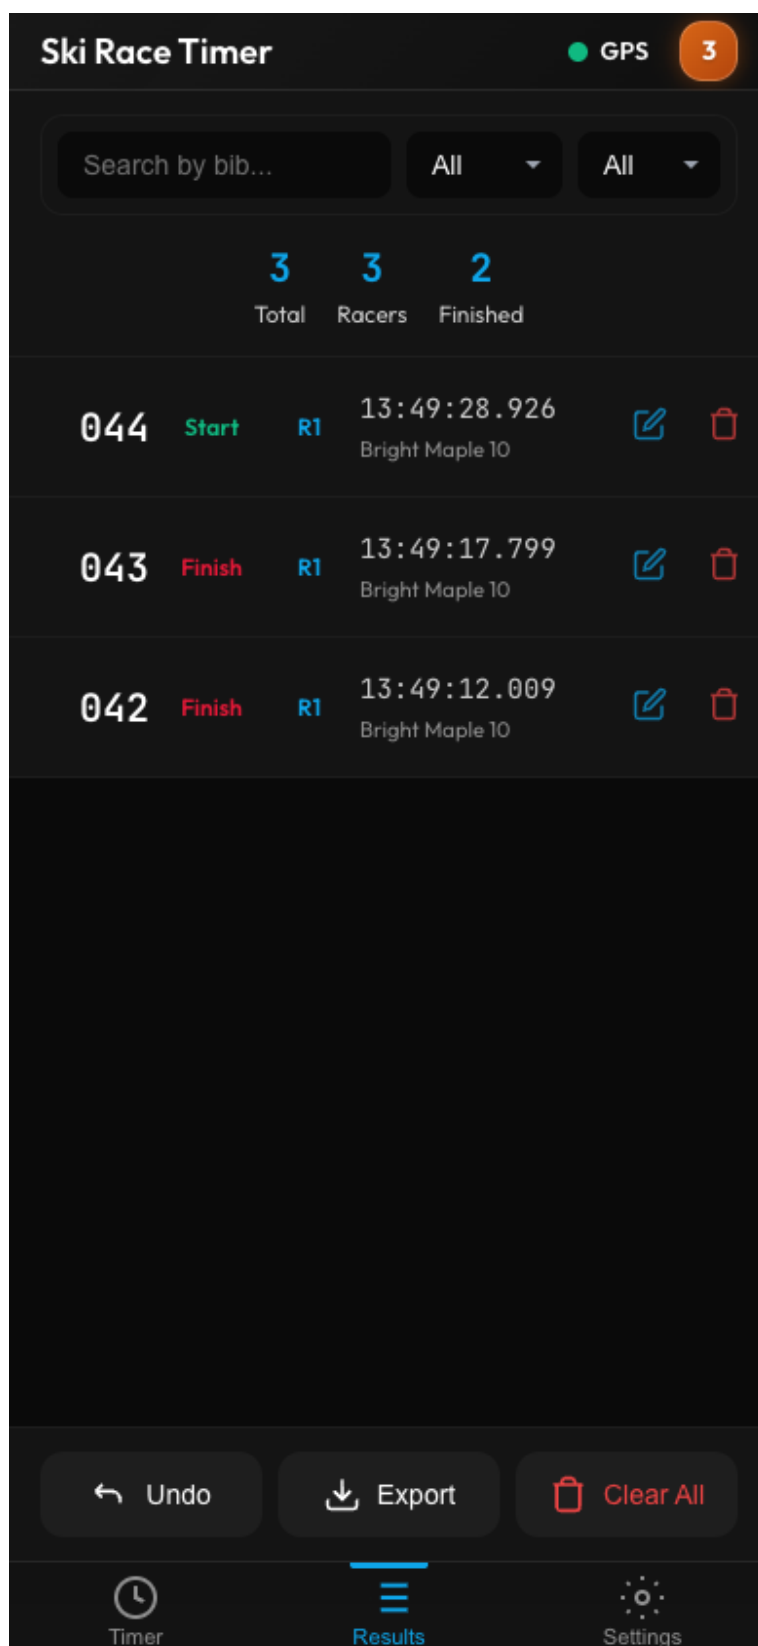 Ski Race Timer GPS 3
Search by bib... All All
3 3 2
Total Racers Finished
044 Start R1 13:49:28.926
Bright Maple 10
043 Finish R1 13:49:17.799
Bright Maple 10
042 Finish R1 13:49:12.009
Bright Maple 10
Undo Export Clear All
Timer Results Settings